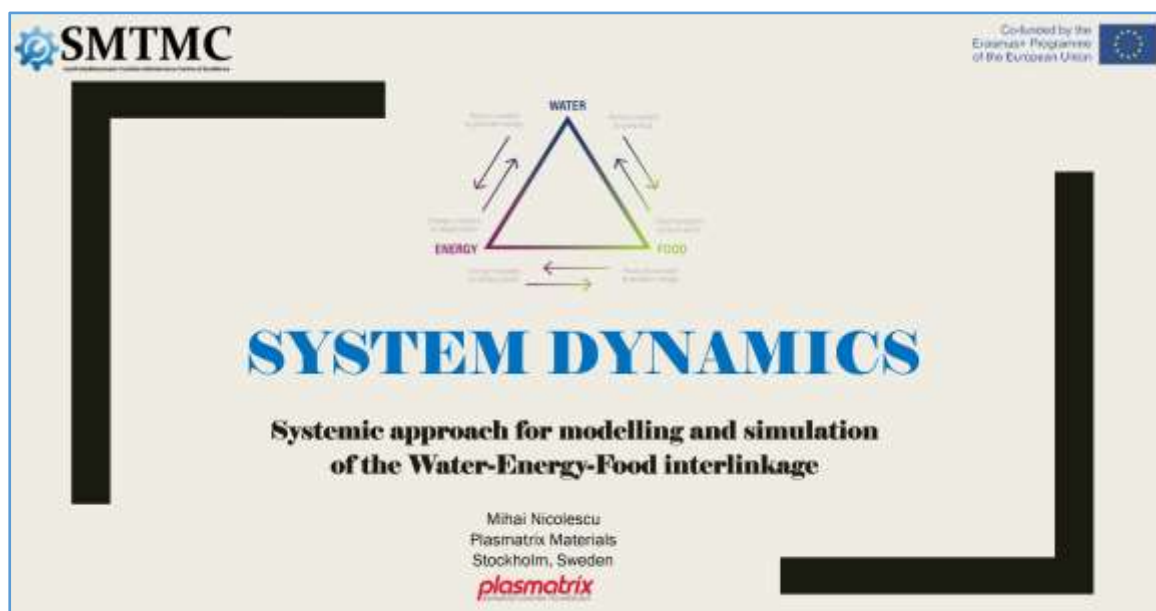 SMTMC
Co-funded by the
Erasmus+ Programme
of the European Union
WATER
ENERGY
FOOD
SYSTEM DYNAMICS
Systemic approach for modelling and simulation
of the Water-Energy-Food interlinkage
Mihai Nicolescu
Plasmatrix Materials
Stockholm, Sweden
plasmatrix